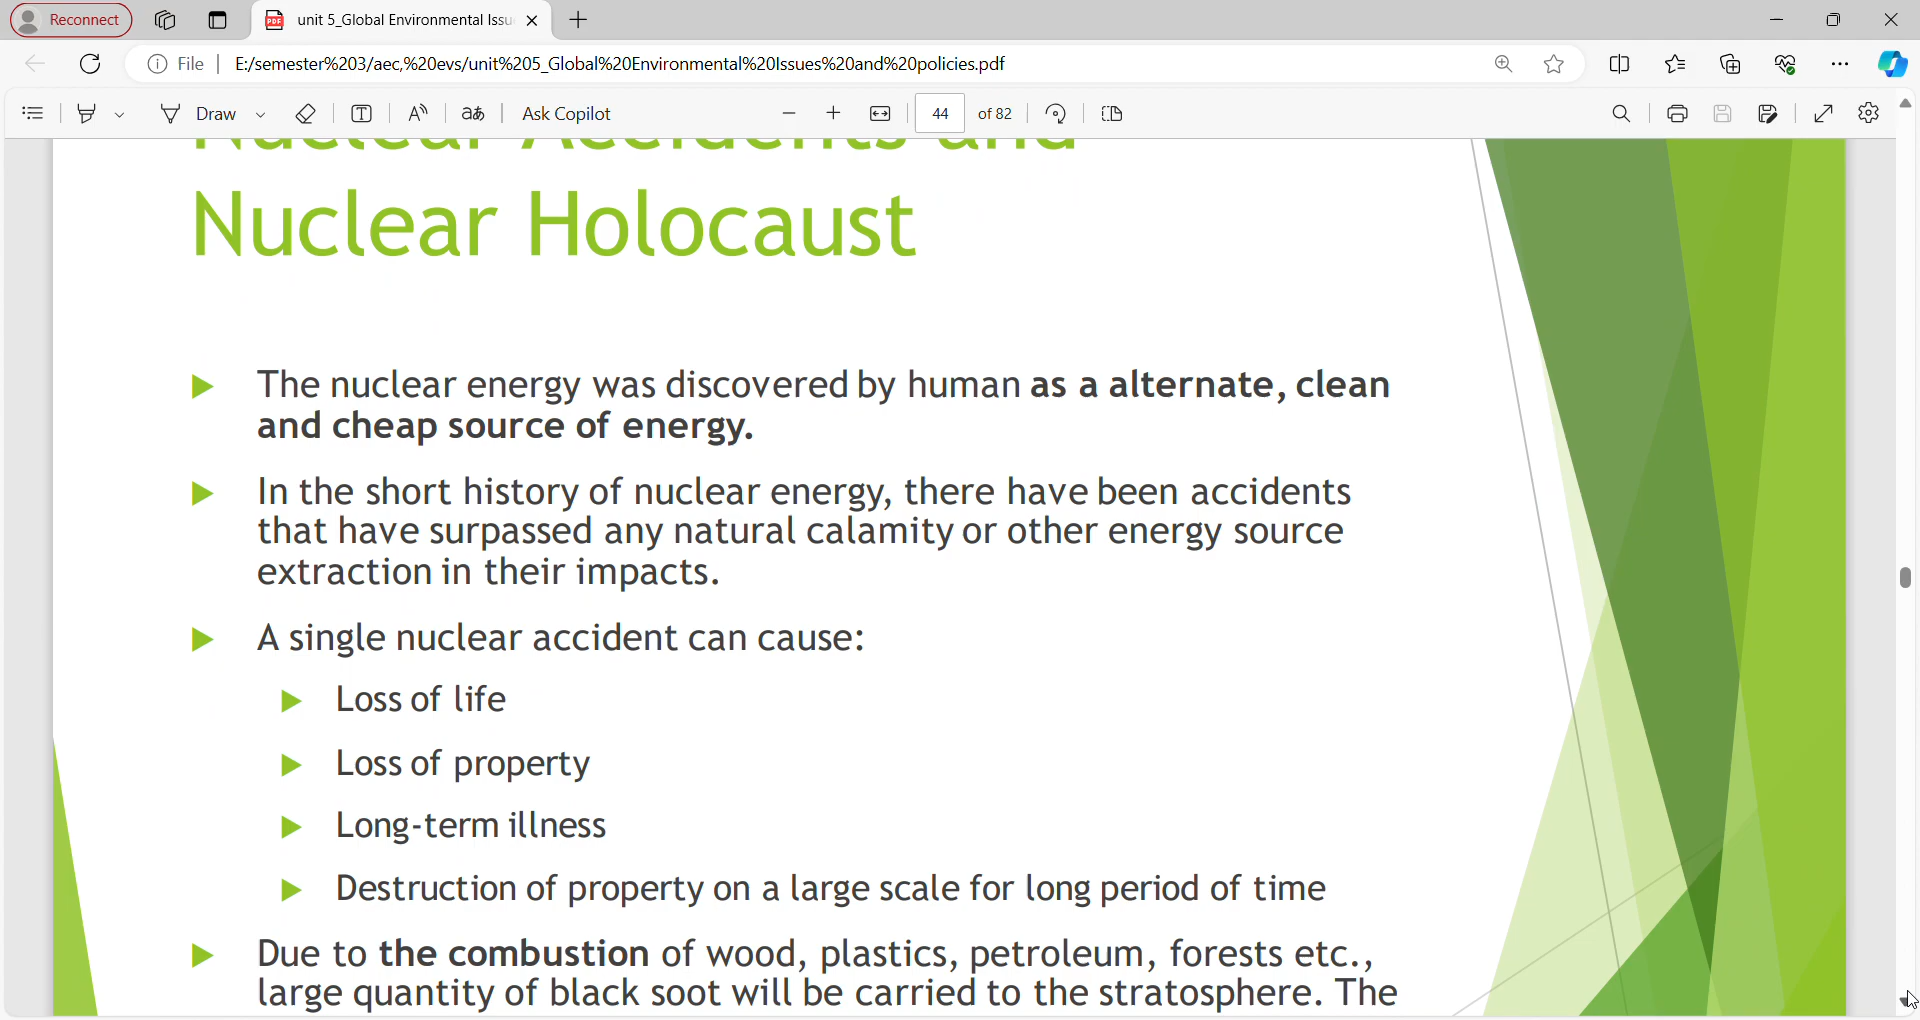 Reconnect
unit 5_Global Environmental Issu
File
E:/semester%203/aec,%20evs/unit%205_Global%20Environmental%20Issues%20and%20policies.pdf
Draw
Ask Copilot
44 of 82
Nuclear Accidents and
Nuclear Holocaust
The nuclear energy was discovered by human as a alternate, clean
and cheap source of energy.
In the short history of nuclear energy, there have been accidents
that have surpassed any natural calamity or other energy source
extraction in their impacts.
A single nuclear accident can cause:
Loss of life
Loss of property
Long-term illness
Destruction of property on a large scale for long period of time
Due to the combustion of wood, plastics, petroleum, forests etc.,
large quantity of black soot will be carried to the stratosphere. The